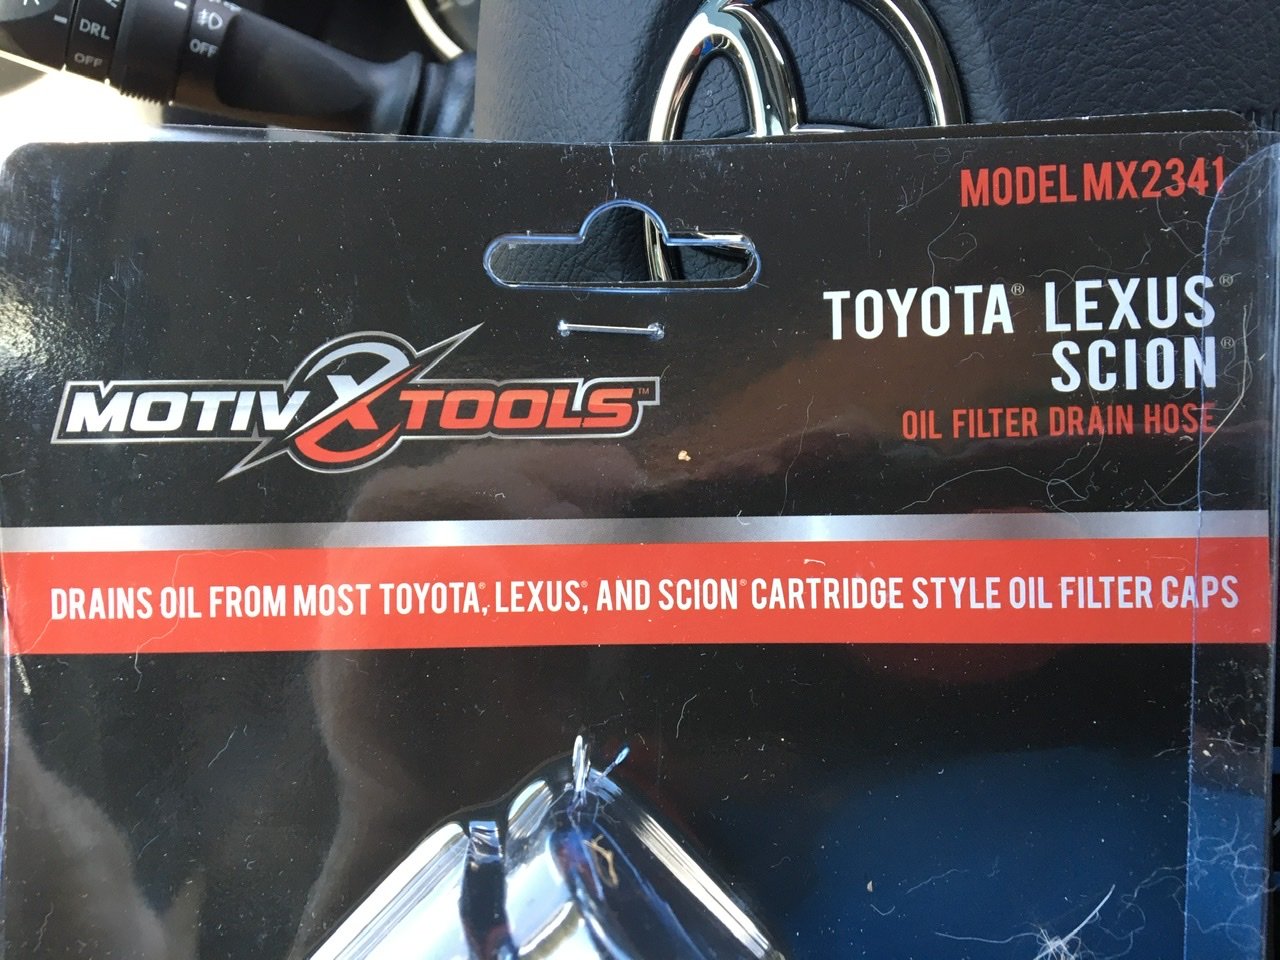 DRL
OFF
OFF
MODEL MX2341
TOYOTA® LEXUS®
SCION®
OIL FILTER DRAIN HOSE
MOTIVX TOOLS™
DRAINS OIL FROM MOST TOYOTA®, LEXUS®, AND SCION® CARTRIDGE STYLE OIL FILTER CAPS